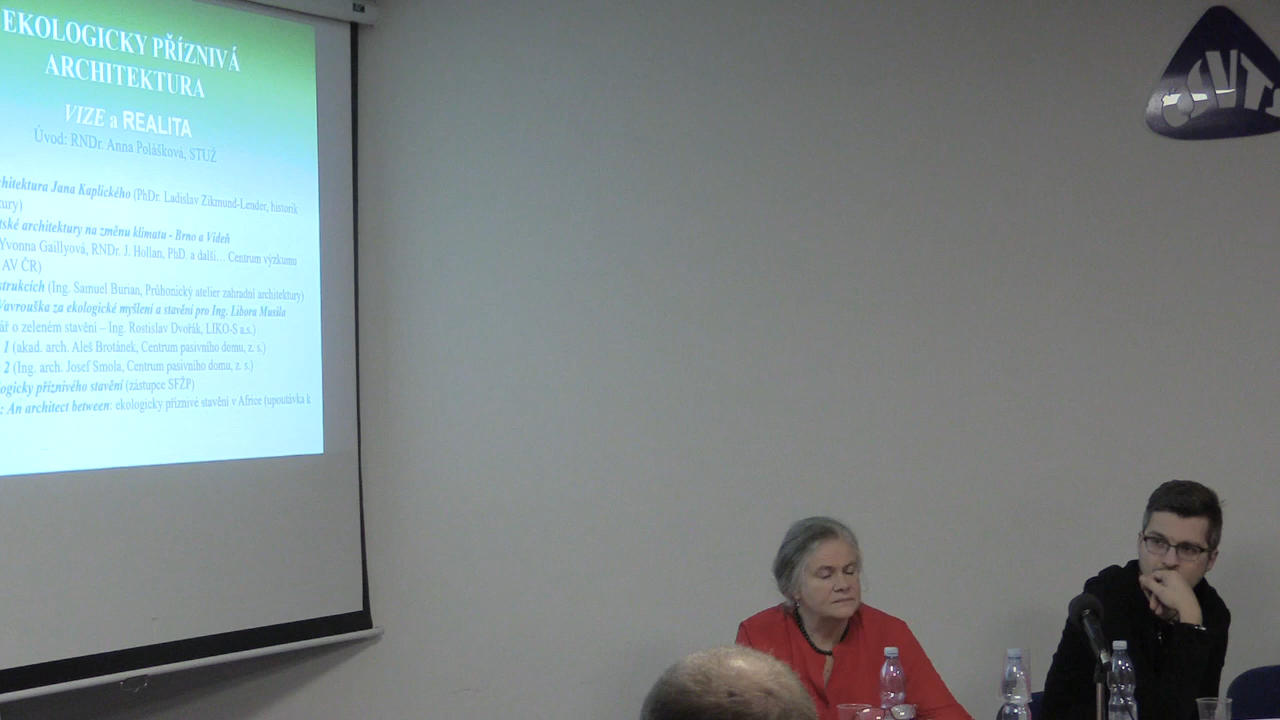 EKOLOGICKY PŘÍZNIVÁ
ARCHITEKTURA
VIZE a REALITA
Úvod: RNDr. Anna Polášková, STUŽ
chitektura Jana Kaplického (PhDr. Ladislav Zikmund-Lender, historik
tury)
tské architektury na změnu klimatu - Brno a Vídeň
Yvonna Gaillyová, RNDr. J. Hollan, PhD. a další… Centrum výzkumu
AV ČR)
strukcích (Ing. Samuel Burian, Průhonický atelier zahradní architektury)
Vavrouška za ekologické myšlení a stavění pro Ing. Libora Musila
ář o zeleném stavění – Ing. Rostislav Dvořák, LIKO-S a.s.)
1 (akad. arch. Aleš Brotánek, Centrum pasivního domu, z. s.)
2 (Ing. arch. Josef Smola, Centrum pasivního domu, z. s.)
logicky příznivého stavění (zástupce SFŽP)
: An architect between: ekologicky příznivé stavění v Africe (upoutávka k
ČSVTS